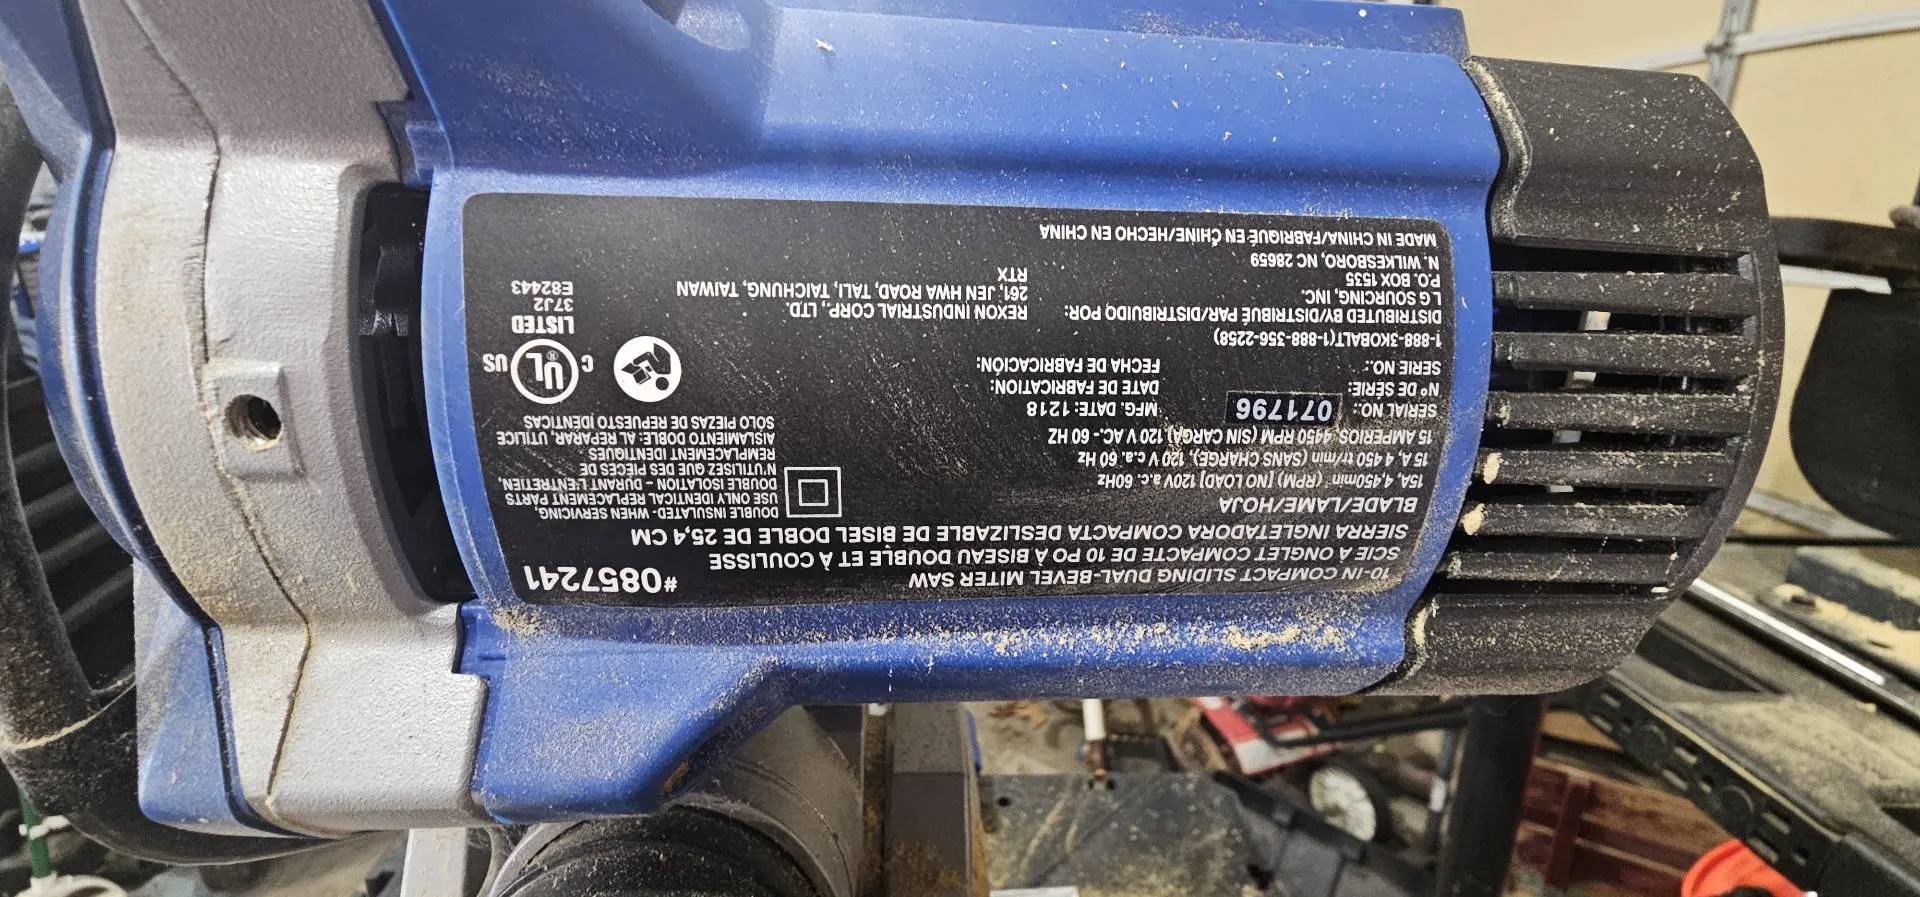 10-IN COMPACT SLIDING DUAL-BEVEL MITER SAW
#0857241
SCIE À ONGLET COMPACTE DE 10 PO À BISEAU DOUBLE ET À COULISSE
SIERRA INGLETADORA COMPACTA DESLIZABLE DE BISEL DOBLE DE 25,4 CM
BLADE/LAME/HOJA
15A, 4,450min⁻ (RPM) [NO LOAD] 120V a.c. 60Hz
15 A, 4 450 tr/min (SANS CHARGE), 120 V c.a. 60 Hz
15 AMPERIOS, 4450 RPM (SIN CARGA) 120 V AC.- 60 HZ
SERIAL NO.: 071796
Nº DE SÉRIE:
SERIE NO.:
MFG. DATE: 1218
DATE DE FABRICATION:
FECHA DE FABRICACIÓN:
1-888-3KOBALT(1-888-356-2258)
DISTRIBUTED BY/DISTRIBUÉ PAR/DISTRIBUIDO POR:
LG SOURCING, INC.
P.O. BOX 1535
N. WILKESBORO, NC 28659
MADE IN CHINA/FABRIQUÉ EN CHINE/HECHO EN CHINA
DOUBLE INSULATED- WHEN SERVICING,
USE ONLY IDENTICAL REPLACEMENT PARTS
DOUBLE ISOLATION – DURANT L'ENTRETIEN,
N'UTILISEZ QUE DES PIÈCES DE
REMPLACEMENT IDENTIQUES
AISLAMIENTO DOBLE: AL REPARAR, UTILICE
SOLO PIEZAS DE REPUESTO IDENTICAS
C UL® US
LISTED
37J2
E82443
REXON INDUSTRIAL CORP., LTD.
261, JEN HWA ROAD, TALI, TAICHUNG, TAIWAN
RTX